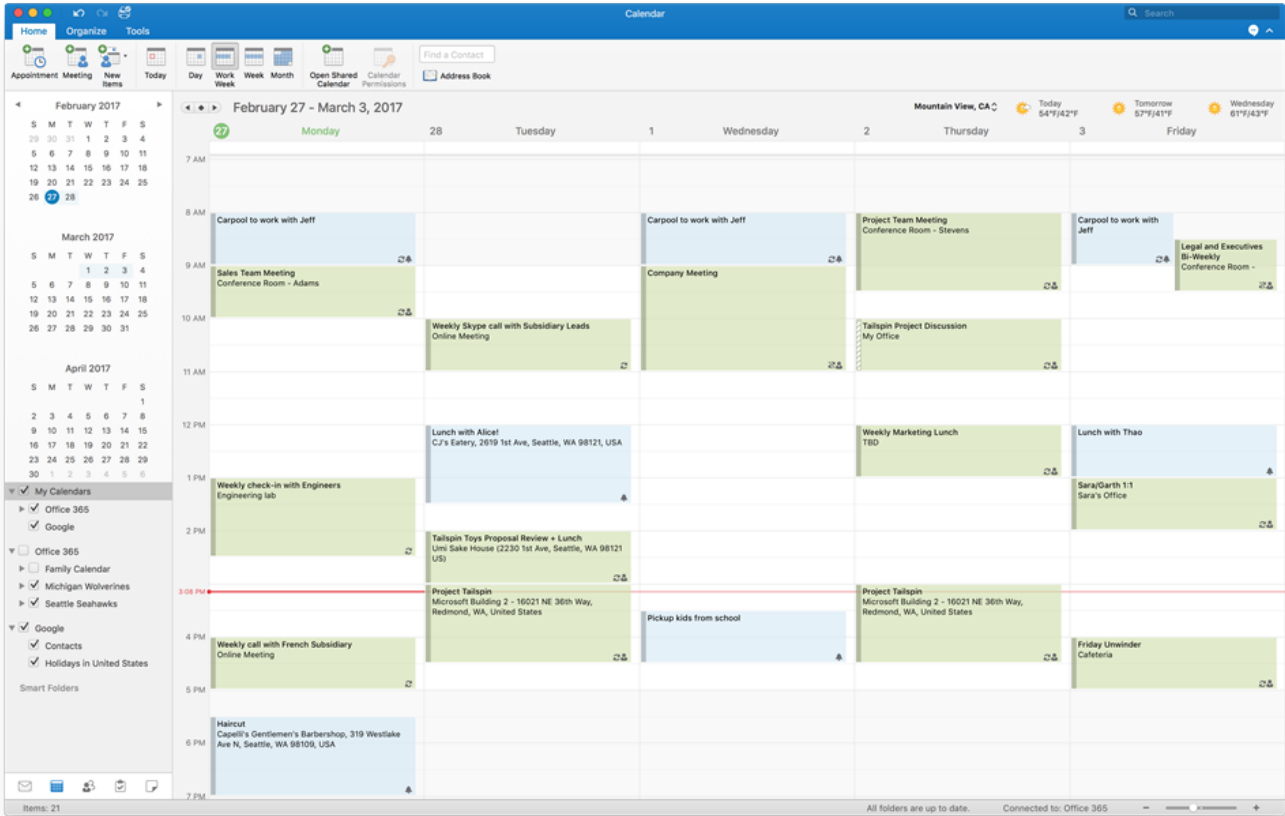 Calendar
Search
Home Organize Tools
Appointment Meeting New Items Today Day Work Week Week Month Open Shared Calendar Calendar Permissions
Find a Contact
Address Book
February 2017
S M T W T F S
29 30 31 1 2 3 4
5 6 7 8 9 10 11
12 13 14 15 16 17 18
19 20 21 22 23 24 25
26 27 28
March 2017
S M T W T F S
1 2 3 4
5 6 7 8 9 10 11
12 13 14 15 16 17 18
19 20 21 22 23 24 25
26 27 28 29 30 31
April 2017
S M T W T F S
1
2 3 4 5 6 7 8
9 10 11 12 13 14 15
16 17 18 19 20 21 22
23 24 25 26 27 28 29
30 1 2 3 4 5 6
My Calendars
Office 365
Google
Office 365
Family Calendar
Michigan Wolverines
Seattle Seahawks
Google
Contacts
Holidays in United States
Smart Folders
February 27 - March 3, 2017
Mountain View, CA
Today
54°F/42°F
Tomorrow
57°F/41°F
Wednesday
61°F/43°F
27 Monday 28 Tuesday 1 Wednesday 2 Thursday 3 Friday
7 AM
8 AM
9 AM
10 AM
11 AM
12 PM
1 PM
2 PM
3:08 PM
4 PM
5 PM
6 PM
7 PM
Carpool to work with Jeff
Sales Team Meeting
Conference Room - Adams
Weekly check-in with Engineers
Engineering lab
Weekly call with French Subsidiary
Online Meeting
Haircut
Capelli's Gentlemen's Barbershop, 319 Westlake
Ave N, Seattle, WA 98109, USA
Weekly Skype call with Subsidiary Leads
Online Meeting
Lunch with Alice!
CJ's Eatery, 2619 1st Ave, Seattle, WA 98121, USA
Tailspin Toys Proposal Review + Lunch
Umi Sake House (2230 1st Ave, Seattle, WA 98121
US)
Project Tailspin
Microsoft Building 2 - 16021 NE 36th Way,
Redmond, WA, United States
Carpool to work with Jeff
Company Meeting
Pickup kids from school
Project Team Meeting
Conference Room - Stevens
Tailspin Project Discussion
My Office
Weekly Marketing Lunch
TBD
Project Tailspin
Microsoft Building 2 - 16021 NE 36th Way,
Redmond, WA, United States
Carpool to work with
Jeff
Legal and Executives
Bi-Weekly
Conference Room -
Lunch with Thao
Sara/Garth 1:1
Sara's Office
Friday Unwinder
Cafeteria
Items: 21
All folders are up to date.
Connected to: Office 365